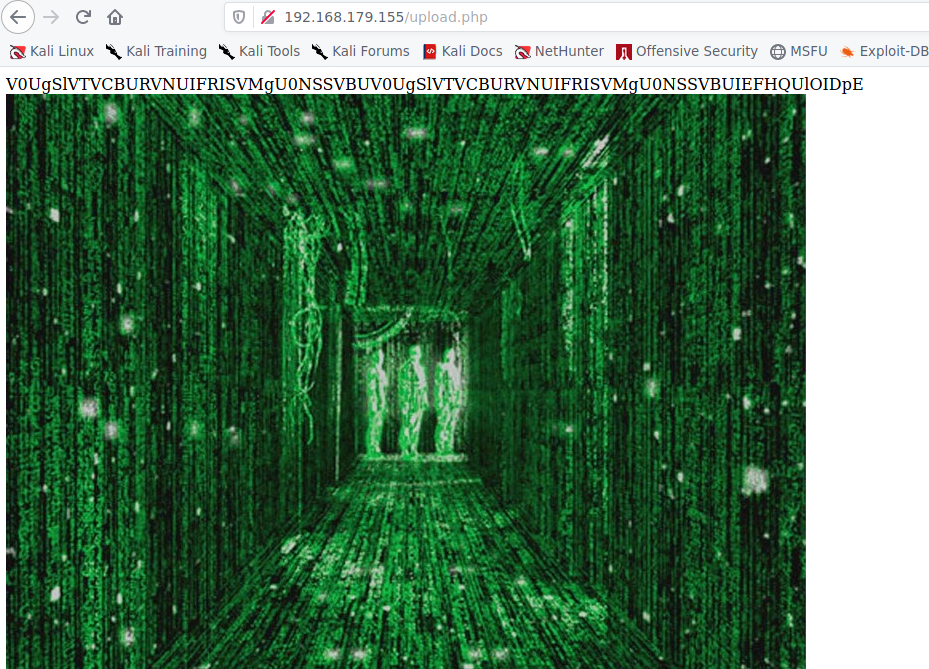 192.168.179.155/upload.php
Kali Linux Kali Training Kali Tools Kali Forums Kali Docs NetHunter Offensive Security MSFU Exploit-DB
V0UgSlVTVCBURVNUIFRISVMgU0NSSVBUV0UgSlVTVCBURVNUIFRISVMgU0NSSVBUIEFHQUlOIDpE